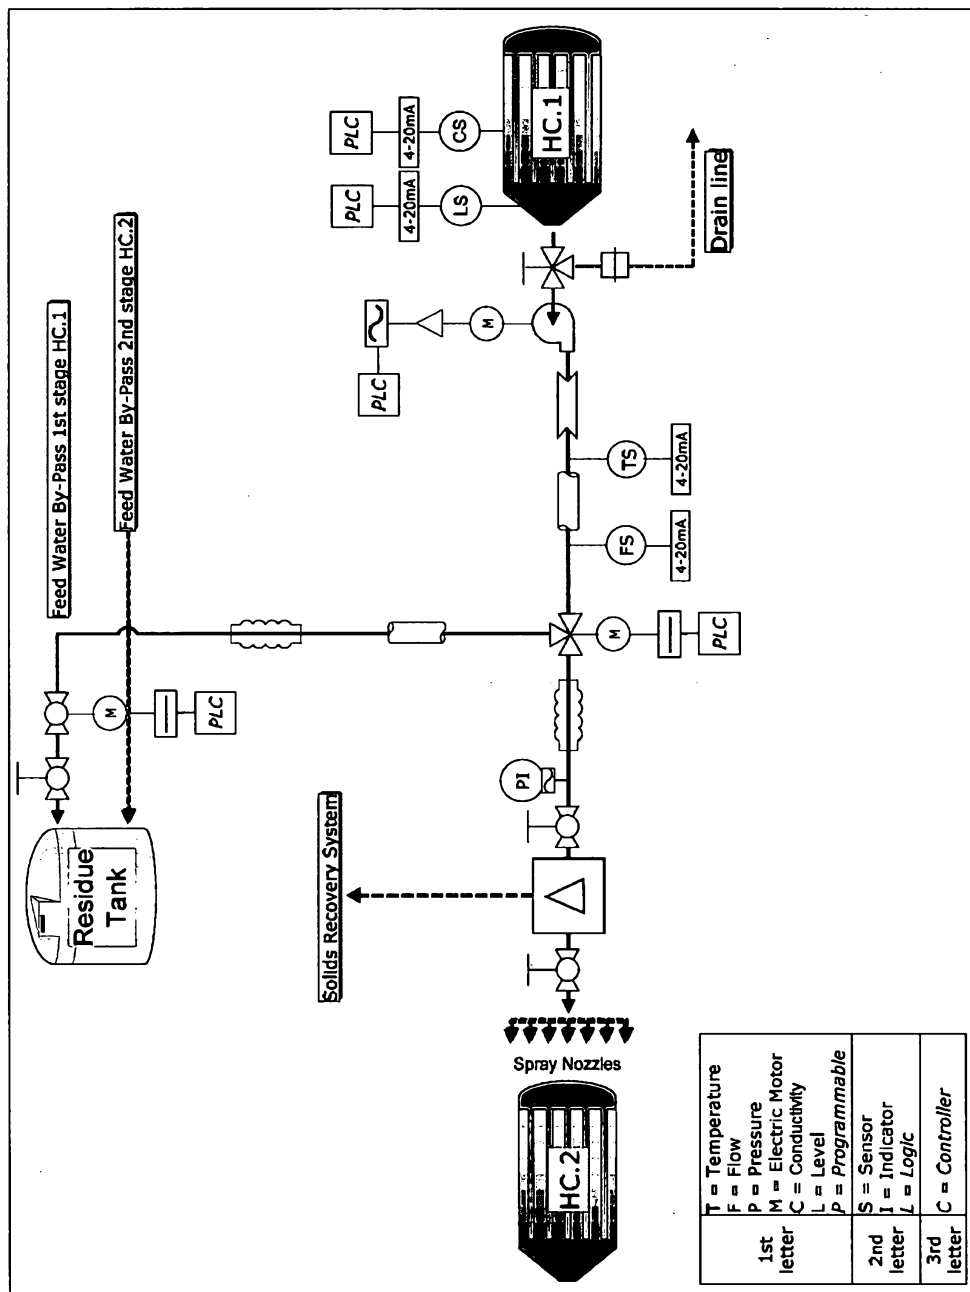 Feed Water By-Pass 1st stage HC.1
Feed Water By-Pass 2nd stage HC.2
PLC
4-20mA
CS
PLC
4-20mA
LS
HC.1
Drain line
PLC
M
TS
4-20mA
FS
4-20mA
M
PLC
M
PLC
Residue
Tank
PI
Solids Recovery System
Spray Nozzles
HC.2
1st
letter
T = Temperature
F = Flow
P = Pressure
M = Electric Motor
C = Conductivity
L = Level
P = Programmable
2nd
letter
S = Sensor
I = Indicator
L = Logic
3rd
letter
C = Controller